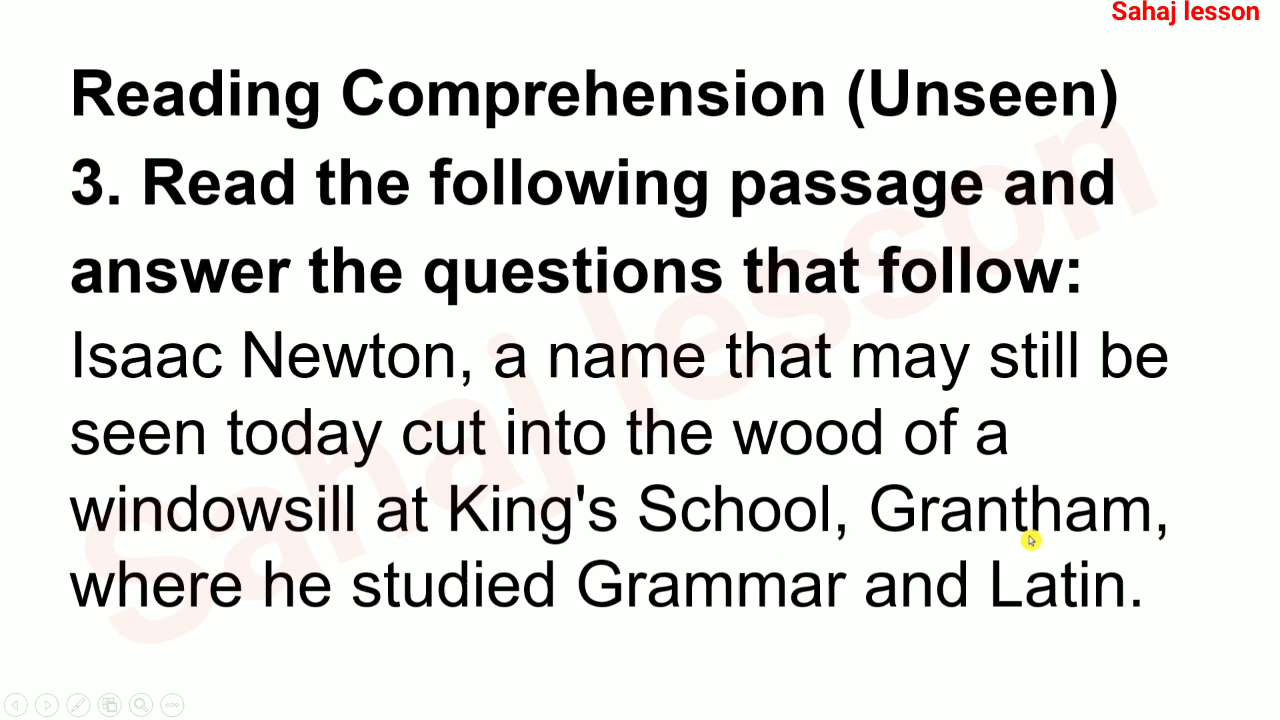 Sahaj lesson
Reading Comprehension (Unseen)
3. Read the following passage and
answer the questions that follow:
Isaac Newton, a name that may still be
seen today cut into the wood of a
windowsill at King's School, Grantham,
where he studied Grammar and Latin.
Sahaj lesson